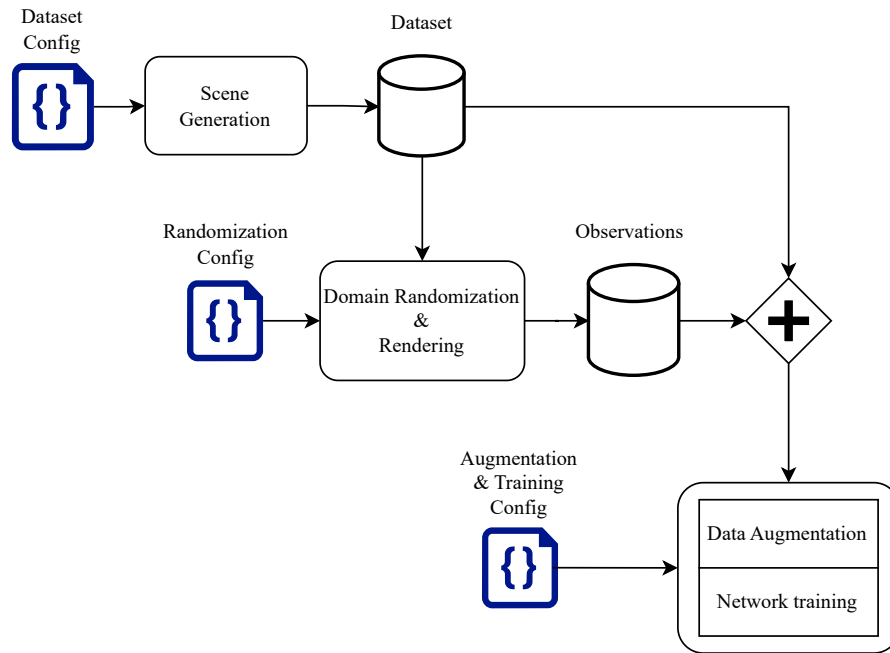 Dataset
Config
{}
Scene
Generation
Dataset
Randomization
Config
{}
Domain Randomization
&
Rendering
Observations
Augmentation
& Training
Config
{}
Data Augmentation
Network training